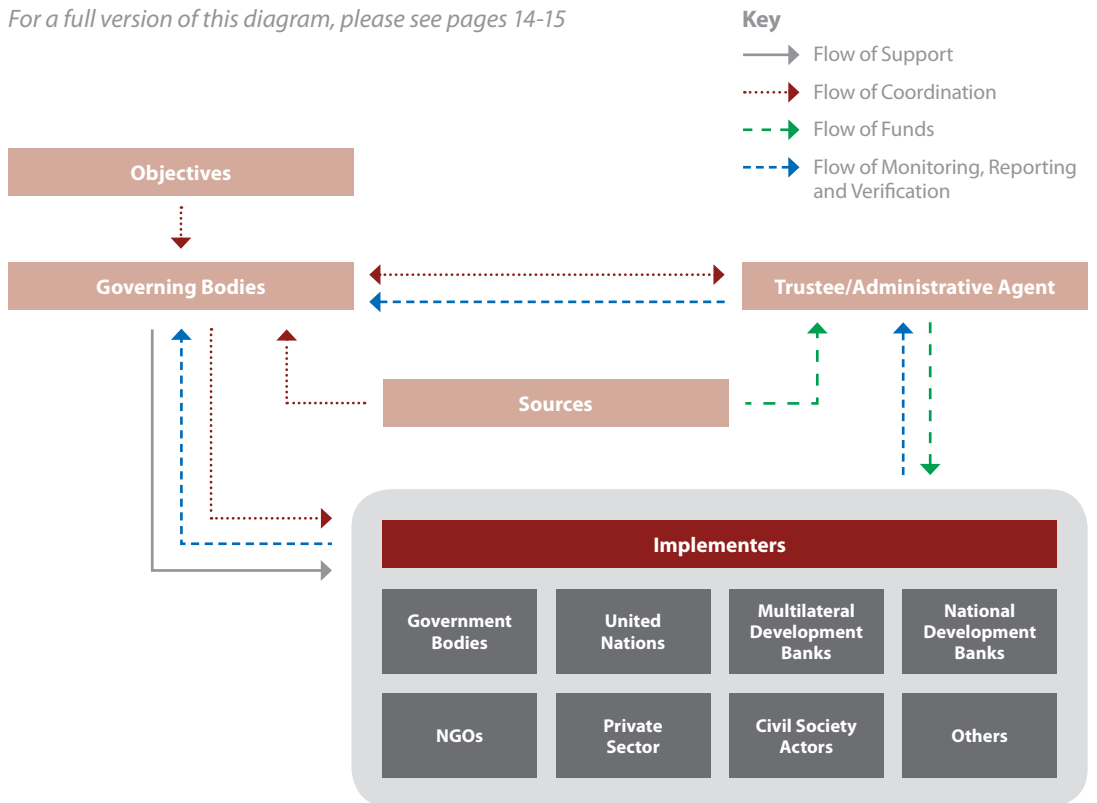 For a full version of this diagram, please see pages 14-15
Key
Flow of Support
Flow of Coordination
Flow of Funds
Flow of Monitoring, Reporting
and Verification
Objectives
Governing Bodies
Trustee/Administrative Agent
Sources
Implementers
Government
Bodies
United
Nations
Multilateral
Development
Banks
National
Development
Banks
NGOs
Private
Sector
Civil Society
Actors
Others